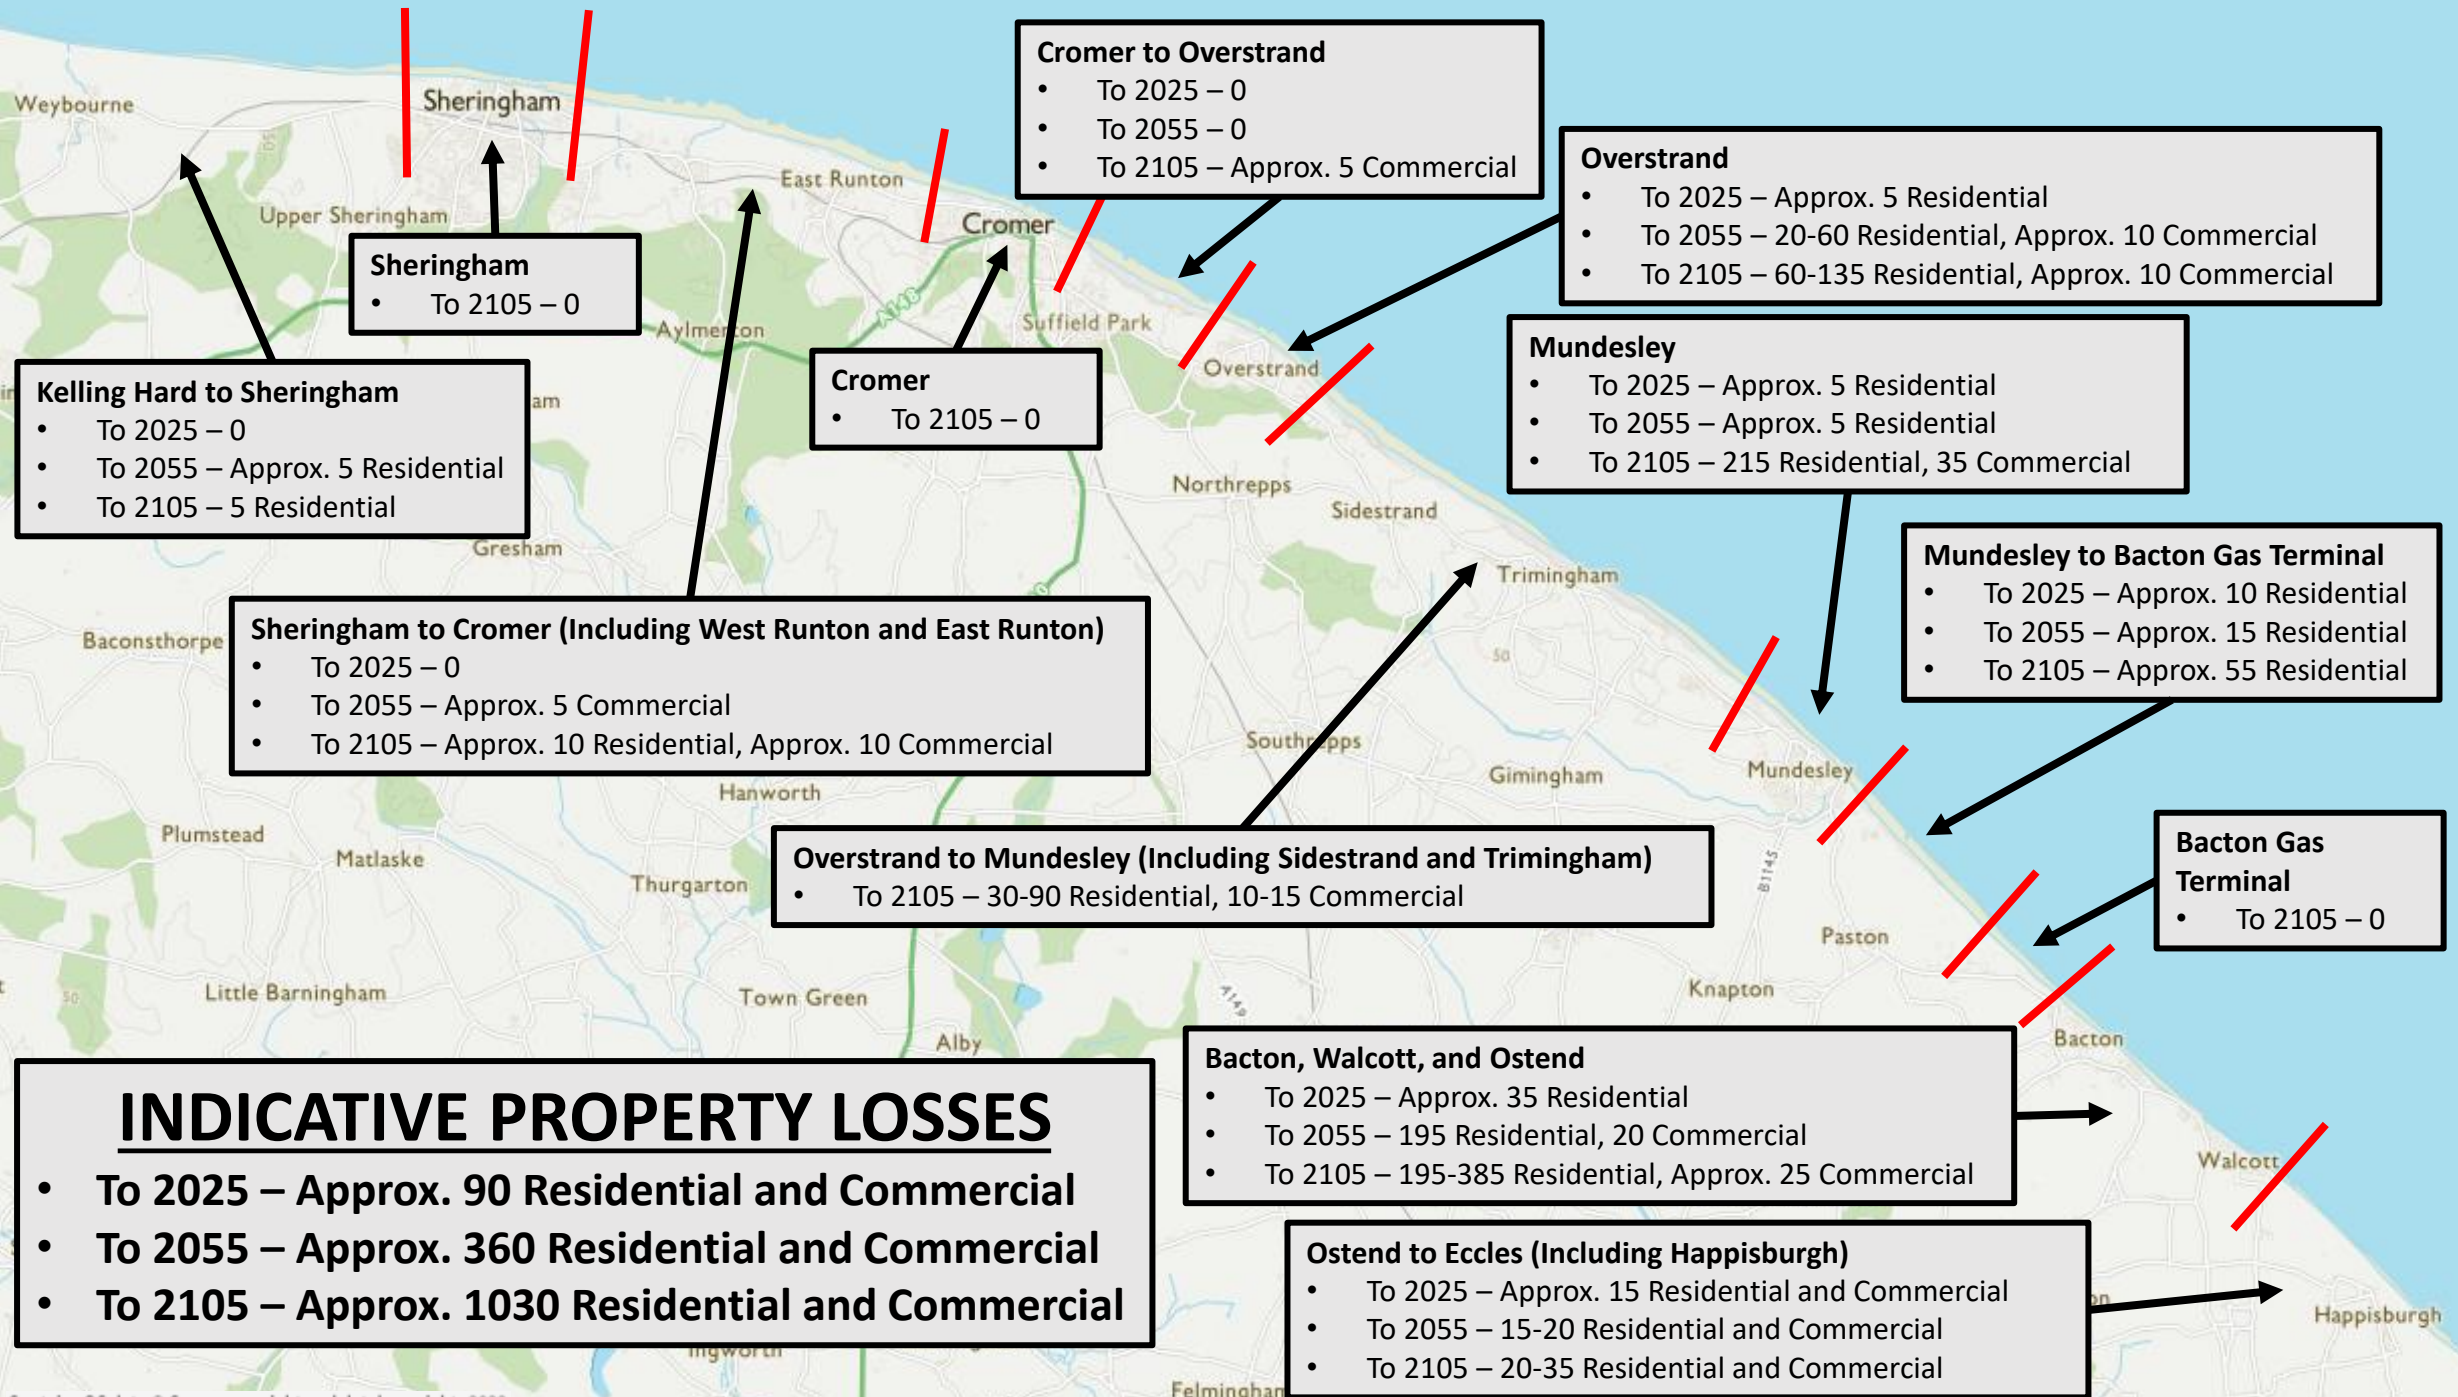 Weybourne
Sheringham
Upper Sheringham
East Runton
Cromer
Suffield Park
Aylmerton
A148
Overstrand
Northrepps
Sidestrand
Trimingham
50
Gresham
Baconsthorpe
Southrepps
Gimingham
Mundesley
Hanworth
Plumstead
Matlaske
Thurgarton
B1145
Paston
Knapton
Little Barningham
50
Town Green
A149
Alby
Bacton
Walcott
Happisburgh
Ingworth
Felmingham
Cromer to Overstrand
• To 2025 – 0
• To 2055 – 0
• To 2105 – Approx. 5 Commercial
Overstrand
• To 2025 – Approx. 5 Residential
• To 2055 – 20-60 Residential, Approx. 10 Commercial
• To 2105 – 60-135 Residential, Approx. 10 Commercial
Sheringham
• To 2105 – 0
Mundesley
• To 2025 – Approx. 5 Residential
• To 2055 – Approx. 5 Residential
• To 2105 – 215 Residential, 35 Commercial
Kelling Hard to Sheringham
• To 2025 – 0
• To 2055 – Approx. 5 Residential
• To 2105 – 5 Residential
Cromer
• To 2105 – 0
Mundesley to Bacton Gas Terminal
• To 2025 – Approx. 10 Residential
• To 2055 – Approx. 15 Residential
• To 2105 – Approx. 55 Residential
Sheringham to Cromer (Including West Runton and East Runton)
• To 2025 – 0
• To 2055 – Approx. 5 Commercial
• To 2105 – Approx. 10 Residential, Approx. 10 Commercial
Overstrand to Mundesley (Including Sidestrand and Trimingham)
• To 2105 – 30-90 Residential, 10-15 Commercial
Bacton Gas
Terminal
• To 2105 – 0
Bacton, Walcott, and Ostend
• To 2025 – Approx. 35 Residential
• To 2055 – 195 Residential, 20 Commercial
• To 2105 – 195-385 Residential, Approx. 25 Commercial
INDICATIVE PROPERTY LOSSES
• To 2025 – Approx. 90 Residential and Commercial
• To 2055 – Approx. 360 Residential and Commercial
• To 2105 – Approx. 1030 Residential and Commercial
Ostend to Eccles (Including Happisburgh)
• To 2025 – Approx. 15 Residential and Commercial
• To 2055 – 15-20 Residential and Commercial
• To 2105 – 20-35 Residential and Commercial